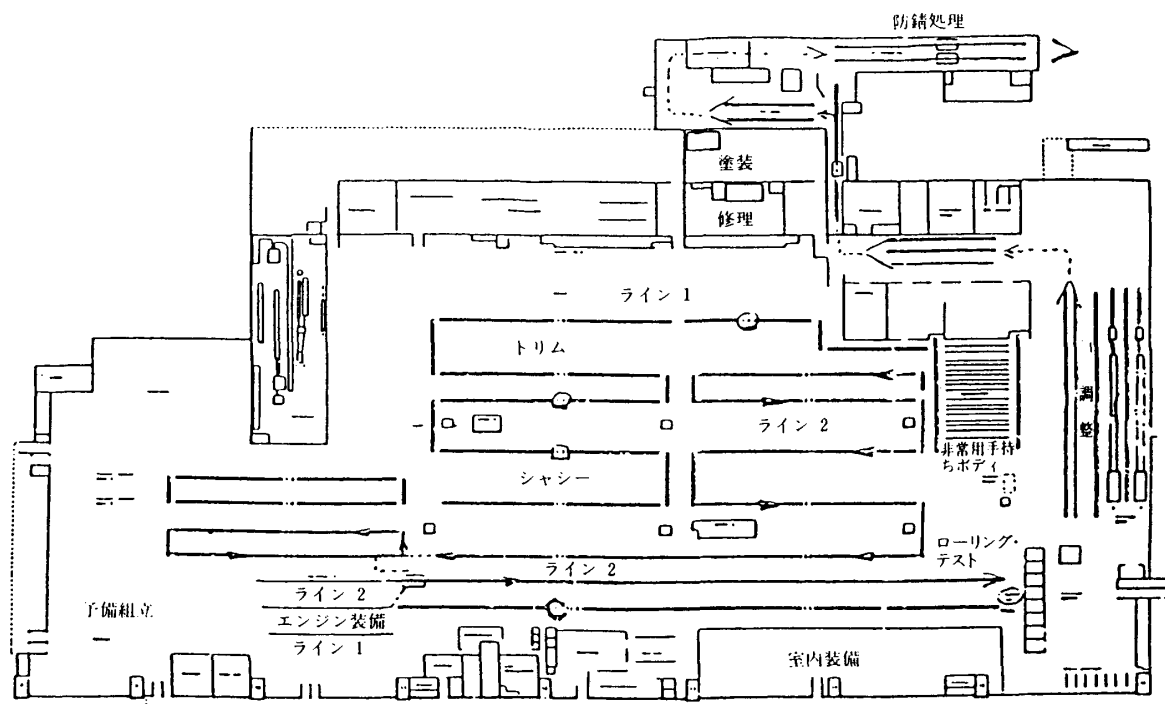 防錆処理
塗装
修理
ライン 1
トリム
ライン 2
調整
非常用手持
ちボディ
シャシー
ローリング・
テスト
ライン 2
ライン 2
予備組立
エンジン装備
ライン 1
室内装備